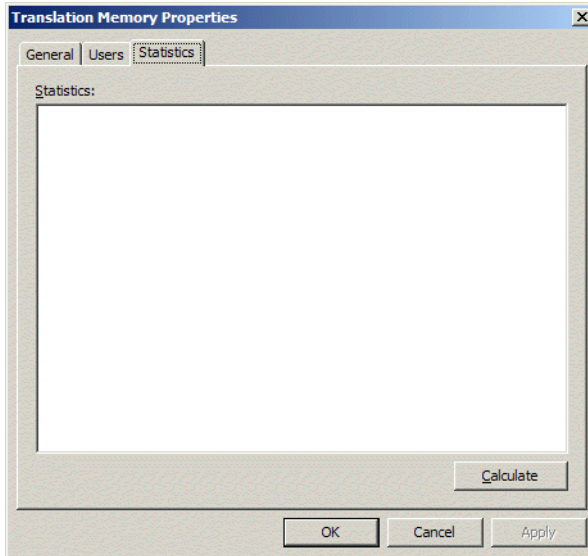 Translation Memory Properties
General Users Statistics
Statistics:
Calculate
OK Cancel Apply